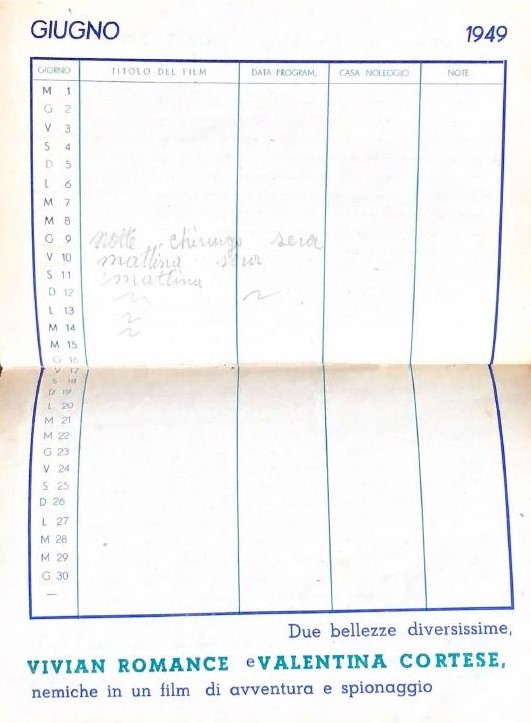 GIUGNO 1949
GIORNO TITOLO DEL FILM DATA PROGRAM. CASA NOLEGGIO NOTE
M 1
G 2
V 3
S 4
D 5
L 6
M 7
M 8
G 9 notte chirurgo sera
V 10 mattina sera
S 11 mattina
D 12
L 13
M 14
M 15
G 16
V 17
S 18
D 19
L 20
M 21
M 22
G 23
V 24
S 25
D 26
L 27
M 28
M 29
G 30
—
Due bellezze diversissime,
VIVIAN ROMANCE e VALENTINA CORTESE,
nemiche in un film di avventura e spionaggio